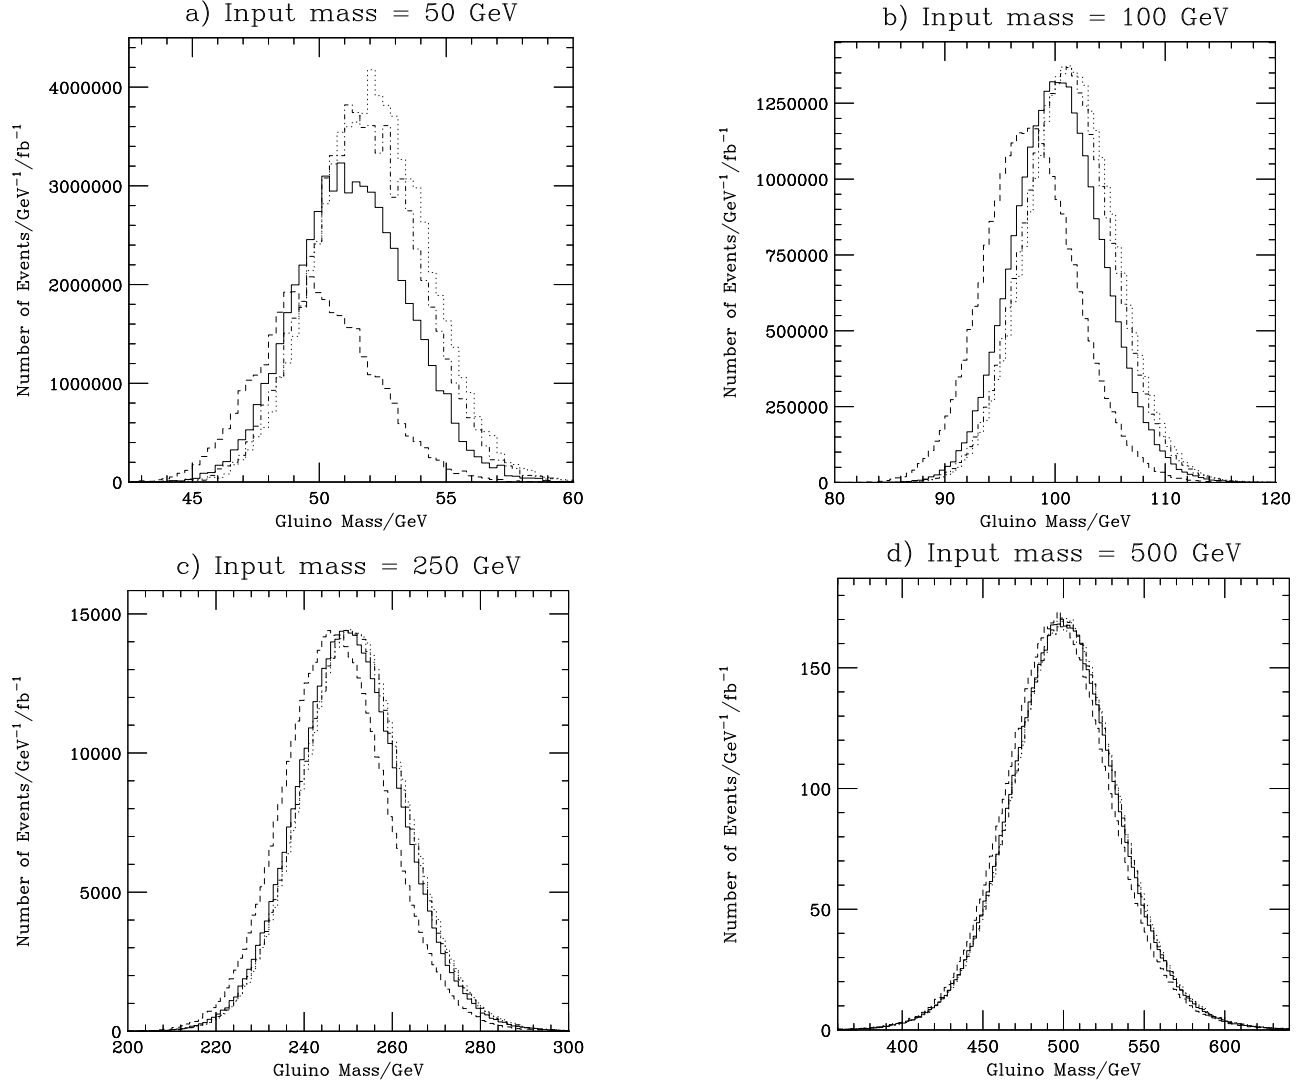 a) Input mass = 50 GeV
Number of Events/GeV⁻¹/fb⁻¹
4000000
3000000
2000000
1000000
0
45 50 55 60
Gluino Mass/GeV
b) Input mass = 100 GeV
Number of Events/GeV⁻¹/fb⁻¹
1250000
1000000
750000
500000
250000
0
80 90 100 110 120
Gluino Mass/GeV
c) Input mass = 250 GeV
Number of Events/GeV⁻¹/fb⁻¹
15000
10000
5000
0
200 220 240 260 280 300
Gluino Mass/GeV
d) Input mass = 500 GeV
Number of Events/GeV⁻¹/fb⁻¹
150
100
50
0
400 450 500 550 600
Gluino Mass/GeV